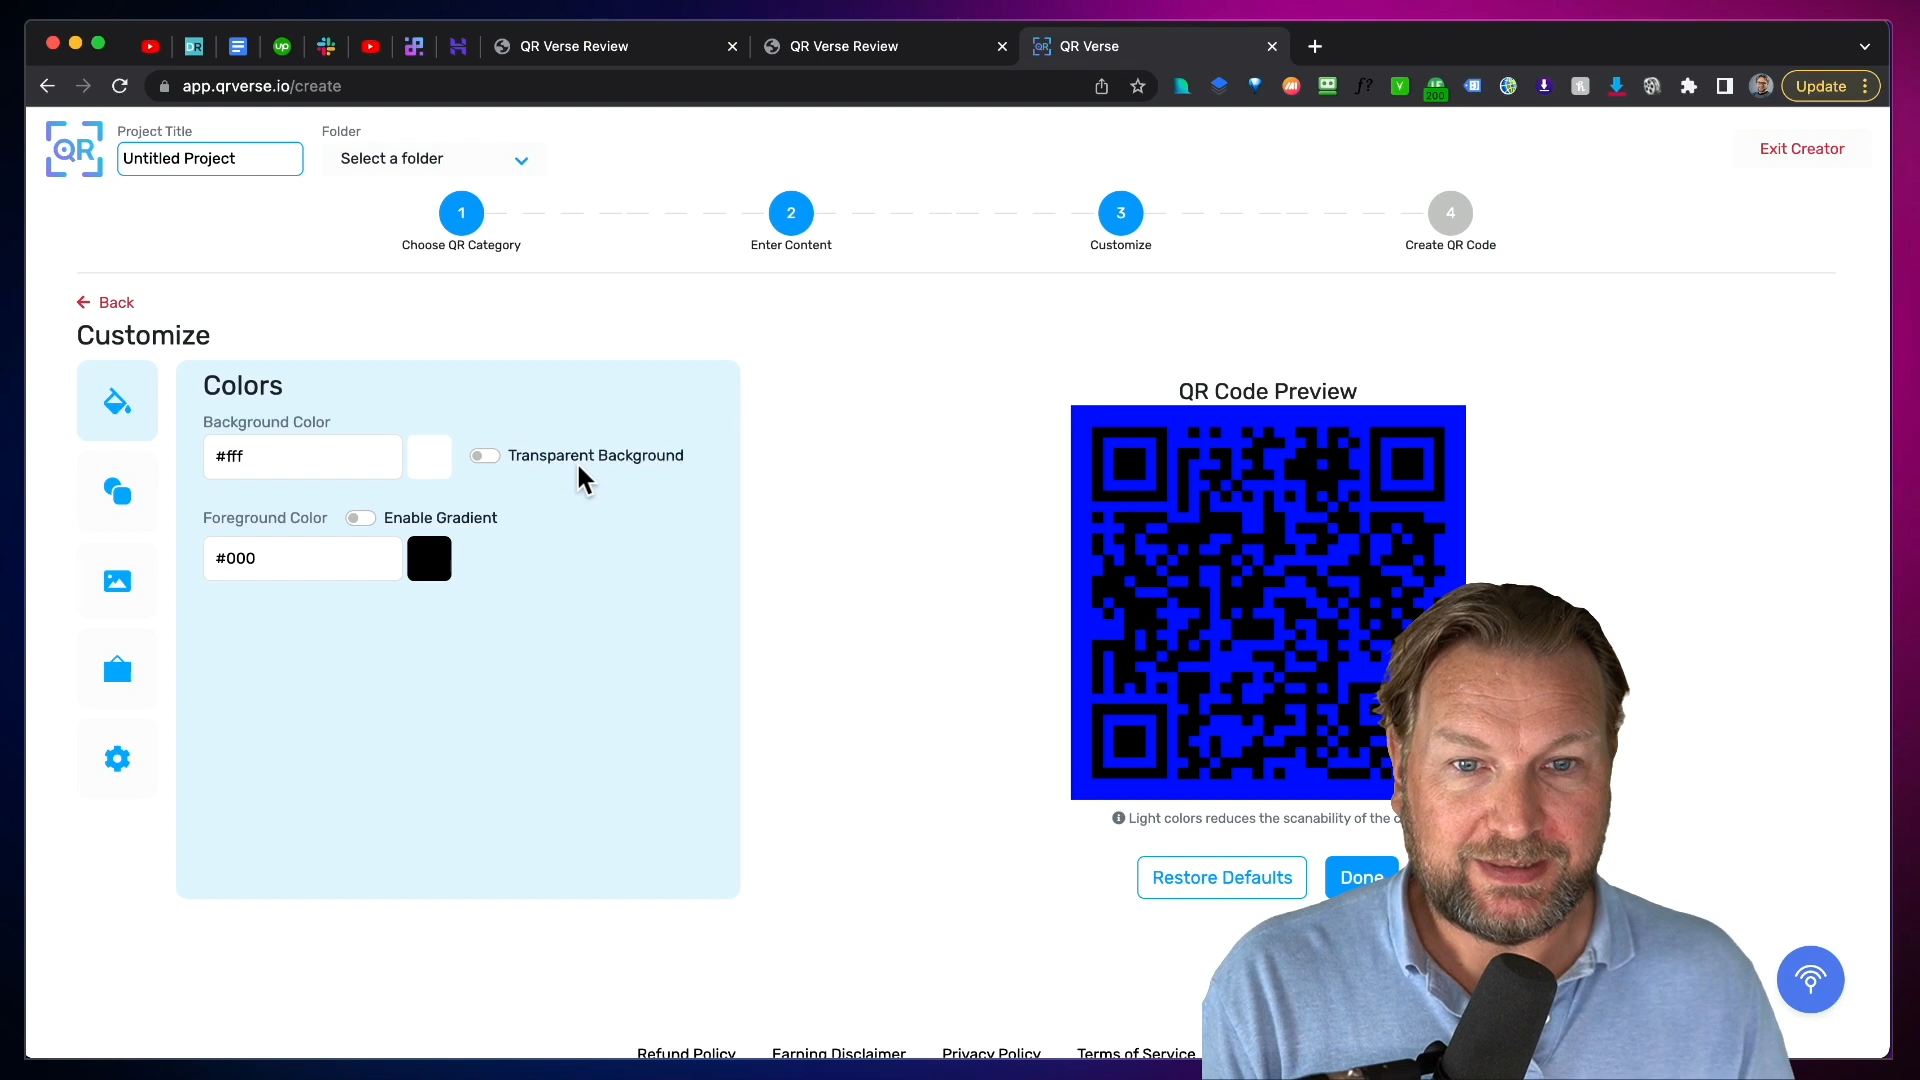 QR Verse Review
QR Verse Review
QR Verse
app.qrverse.io/create
200
Update
QR
Project Title
Untitled Project
Folder
Select a folder
Exit Creator
1
2
3
4
Choose QR Category
Enter Content
Customize
Create QR Code
Back
Customize
Colors
Background Color
#fff
Transparent Background
Foreground Color
Enable Gradient
#000
QR Code Preview
Light colors reduces the scanability of the
Restore Defaults
Done
Refund Policy
Earning Disclaimer
Privacy Policy
Terms of Service